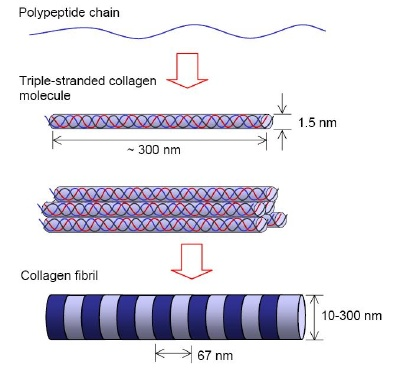 Polypeptide chain
Triple-stranded collagen
molecule
1.5 nm
~ 300 nm
Collagen fibril
10-300 nm
67 nm